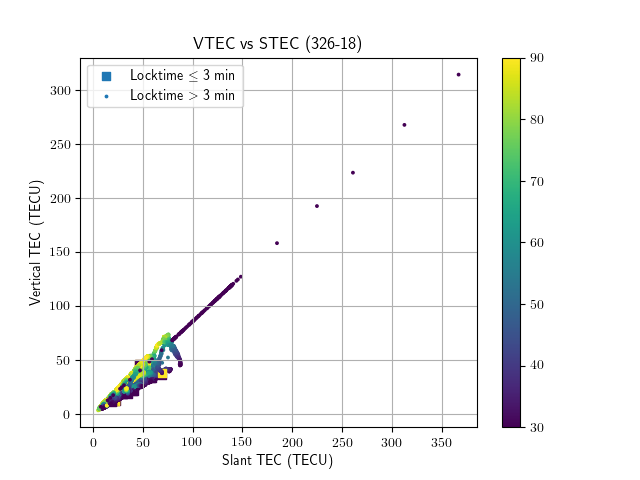 VTEC vs STEC (326-18)
Locktime ≤ 3 min
Locktime > 3 min
Vertical TEC (TECU)
300
250
200
150
100
50
0
0 50 100 150 200 250 300 350
Slant TEC (TECU)
90
80
70
60
50
40
30